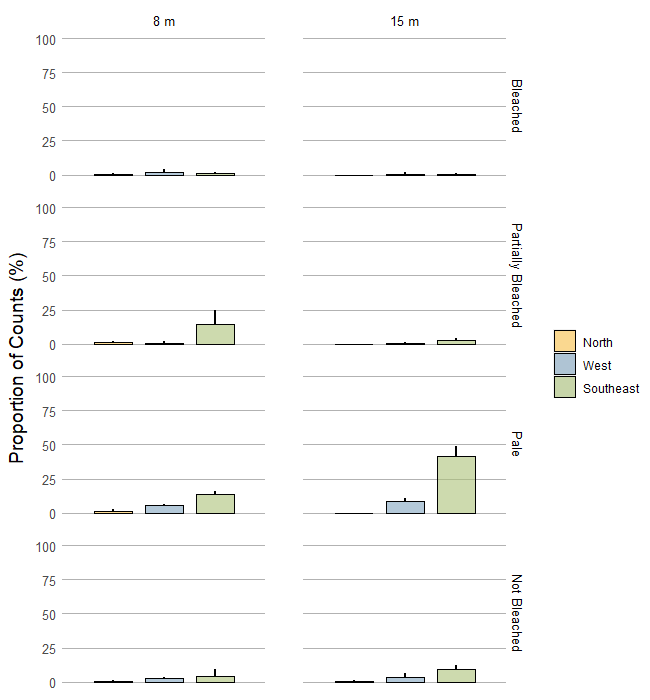 8 m
15 m
100
75
50
25
0
Bleached
100
75
50
25
0
Partially Bleached
100
75
50
25
0
Pale
100
75
50
25
0
Not Bleached
Proportion of Counts (%)
North
West
Southeast